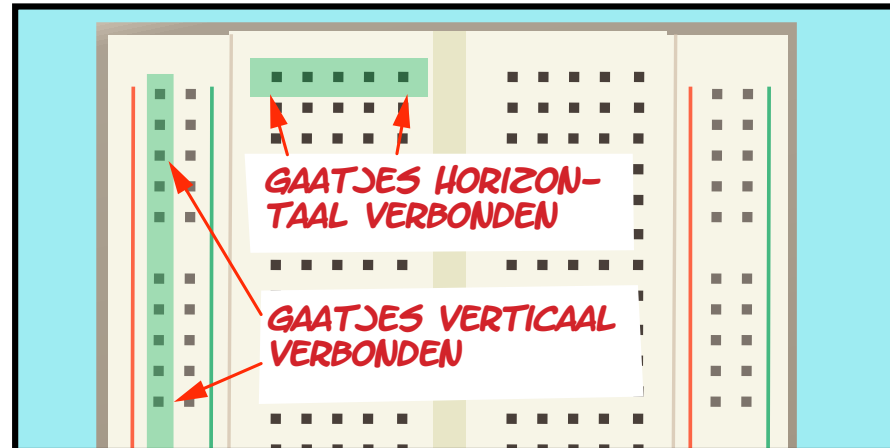 GAATJES HORIZON-
TAAL VERBONDEN
GAATJES VERTICAAL
VERBONDEN